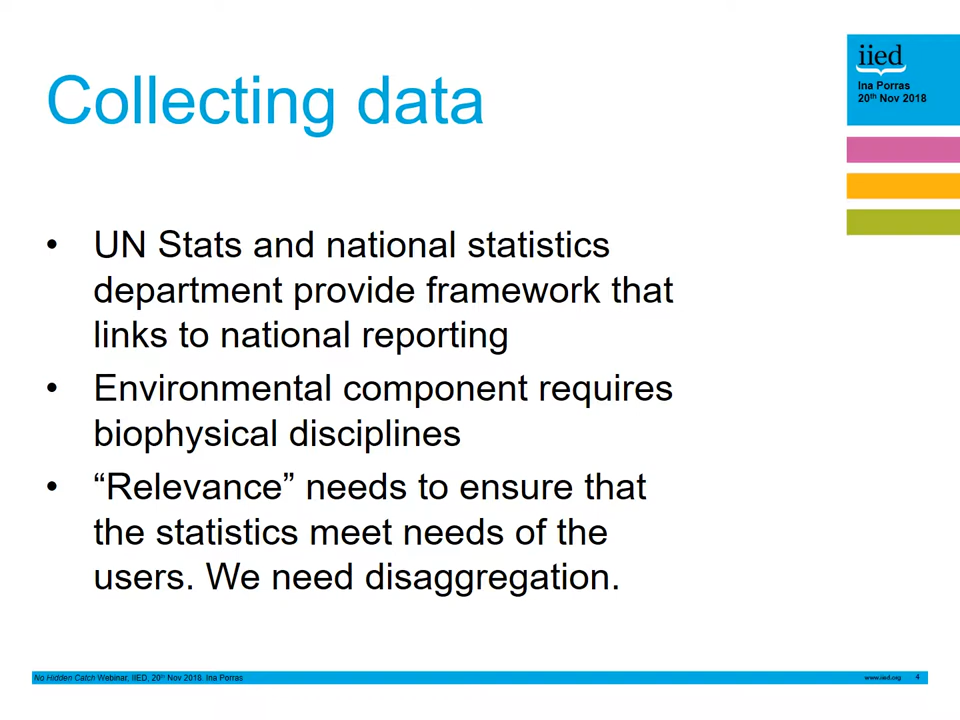 Collecting data
iied
Ina Porras
20th Nov 2018
• UN Stats and national statistics
department provide framework that
links to national reporting
• Environmental component requires
biophysical disciplines
• “Relevance” needs to ensure that
the statistics meet needs of the
users. We need disaggregation.
No Hidden Catch Webinar, IIED, 20th Nov 2018. Ina Porras
www.iied.org 4